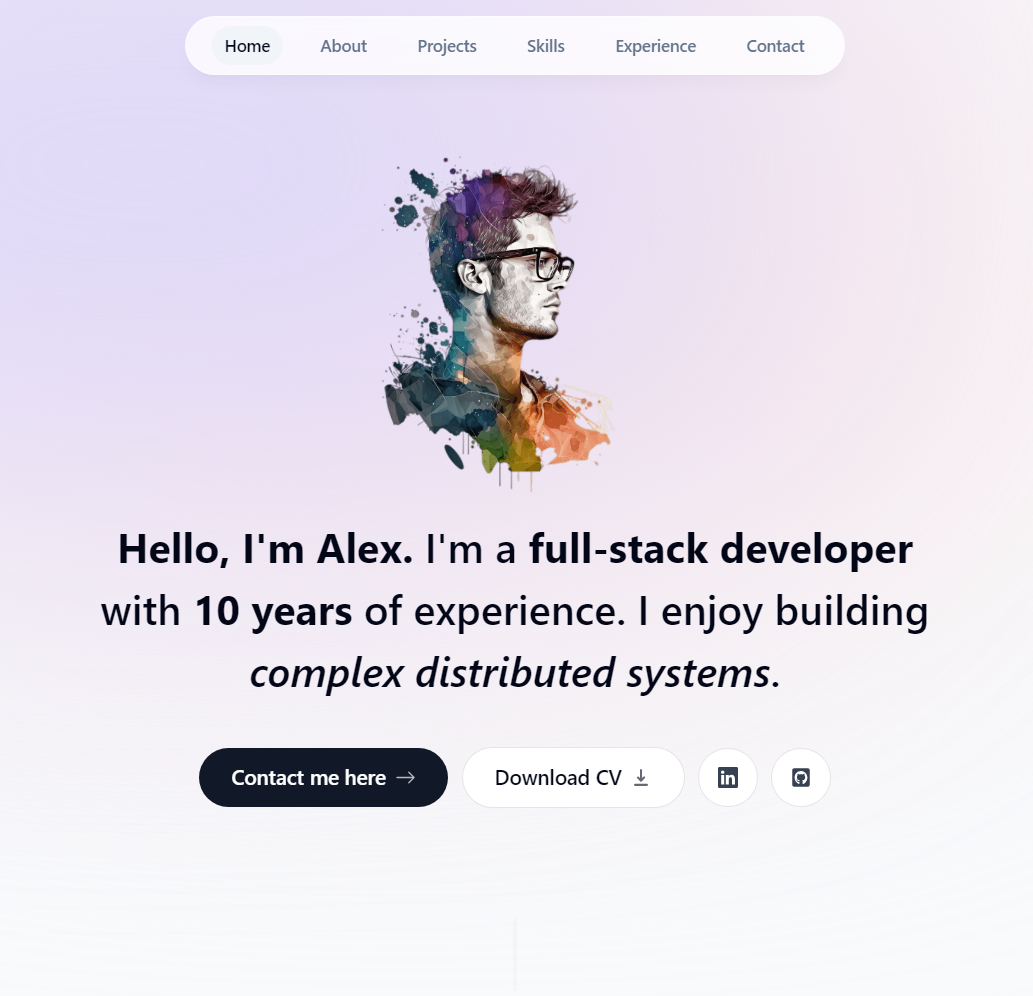 Home About Projects Skills Experience Contact
Hello, I'm Alex. I'm a full-stack developer
with 10 years of experience. I enjoy building
complex distributed systems.
Contact me here Download CV in